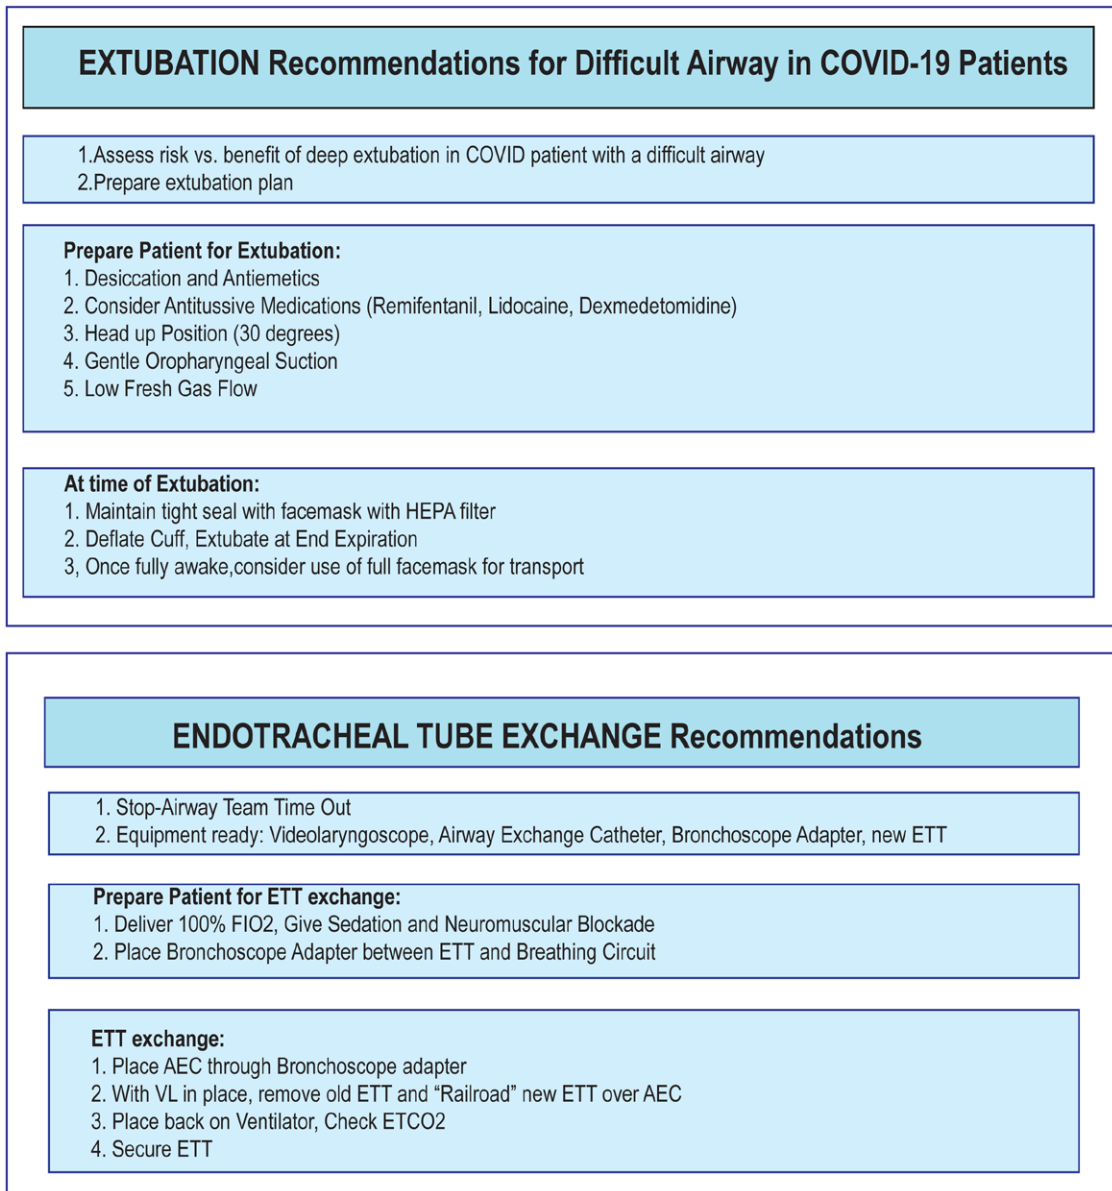 EXTUBATION Recommendations for Difficult Airway in COVID-19 Patients
1.Assess risk vs. benefit of deep extubation in COVID patient with a difficult airway
2.Prepare extubation plan
Prepare Patient for Extubation:
1. Desiccation and Antiemetics
2. Consider Antitussive Medications (Remifentanil, Lidocaine, Dexmedetomidine)
3. Head up Position (30 degrees)
4. Gentle Oropharyngeal Suction
5. Low Fresh Gas Flow
At time of Extubation:
1. Maintain tight seal with facemask with HEPA filter
2. Deflate Cuff, Extubate at End Expiration
3, Once fully awake,consider use of full facemask for transport
ENDOTRACHEAL TUBE EXCHANGE Recommendations
1. Stop-Airway Team Time Out
2. Equipment ready: Videolaryngoscope, Airway Exchange Catheter, Bronchoscope Adapter, new ETT
Prepare Patient for ETT exchange:
1. Deliver 100% FIO2, Give Sedation and Neuromuscular Blockade
2. Place Bronchoscope Adapter between ETT and Breathing Circuit
ETT exchange:
1. Place AEC through Bronchoscope adapter
2. With VL in place, remove old ETT and “Railroad” new ETT over AEC
3. Place back on Ventilator, Check ETCO2
4. Secure ETT